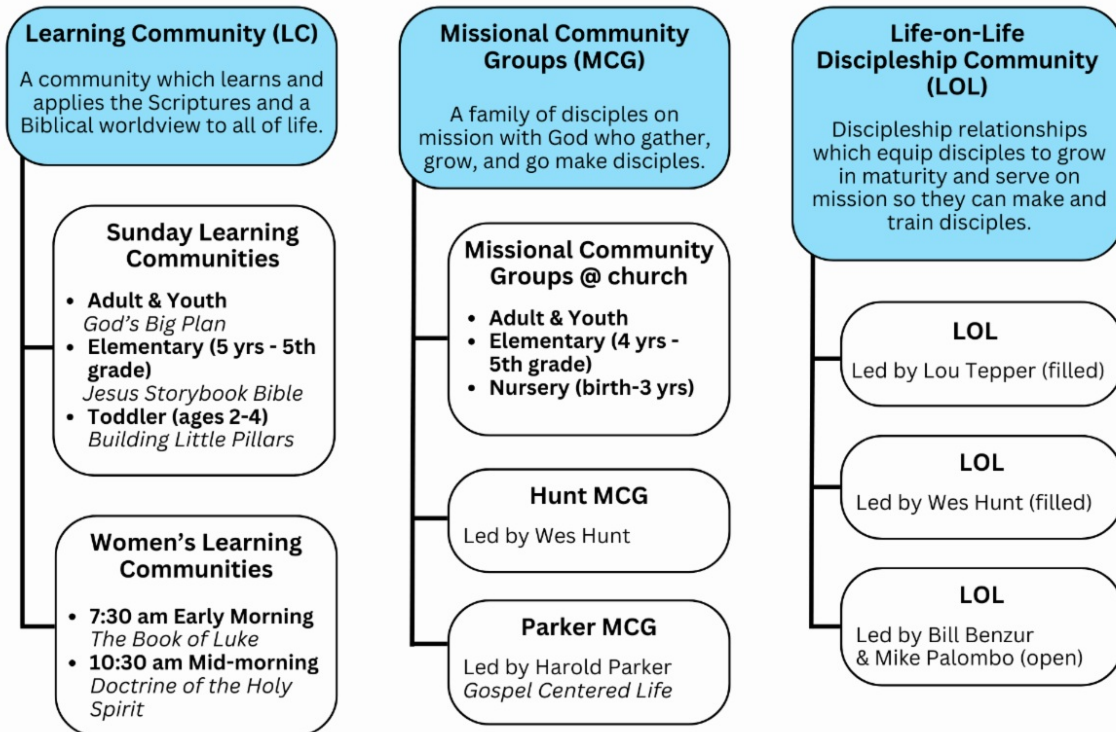 Learning Community (LC)
A community which learns and
applies the Scriptures and a
Biblical worldview to all of life.
Sunday Learning
Communities
• Adult & Youth
God's Big Plan
• Elementary (5 yrs - 5th
grade)
Jesus Storybook Bible
• Toddler (ages 2-4)
Building Little Pillars
Women's Learning
Communities
• 7:30 am Early Morning
The Book of Luke
• 10:30 am Mid-morning
Doctrine of the Holy
Spirit
Missional Community
Groups (MCG)
A family of disciples on
mission with God who gather,
grow, and go make disciples.
Missional Community
Groups @ church
• Adult & Youth
• Elementary (4 yrs -
5th grade)
• Nursery (birth-3 yrs)
Hunt MCG
Led by Wes Hunt
Parker MCG
Led by Harold Parker
Gospel Centered Life
Life-on-Life
Discipleship Community
(LOL)
Discipleship relationships
which equip disciples to grow
in maturity and serve on
mission so they can make and
train disciples.
LOL
Led by Lou Tepper (filled)
LOL
Led by Wes Hunt (filled)
LOL
Led by Bill Benzur
& Mike Palombo (open)